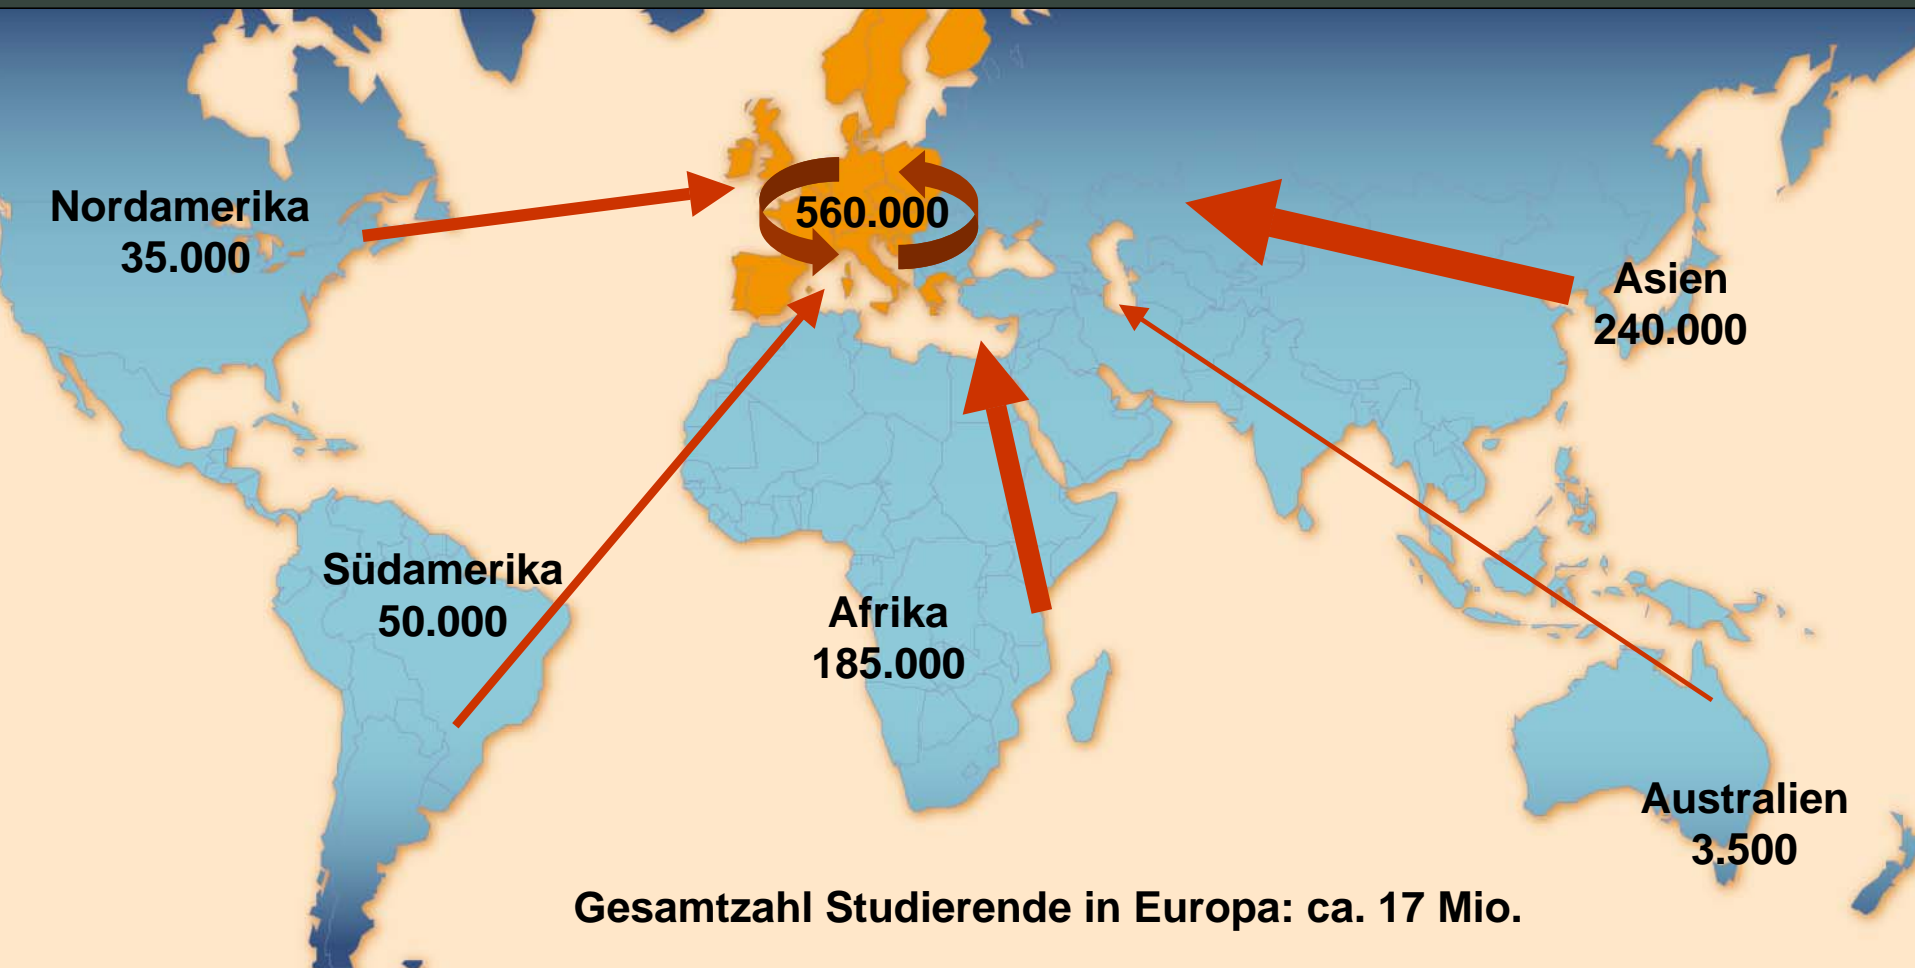 Nordamerika
35.000
560.000
Asien
240.000
Südamerika
50.000
Afrika
185.000
Australien
3.500
Gesamtzahl Studierende in Europa: ca. 17 Mio.